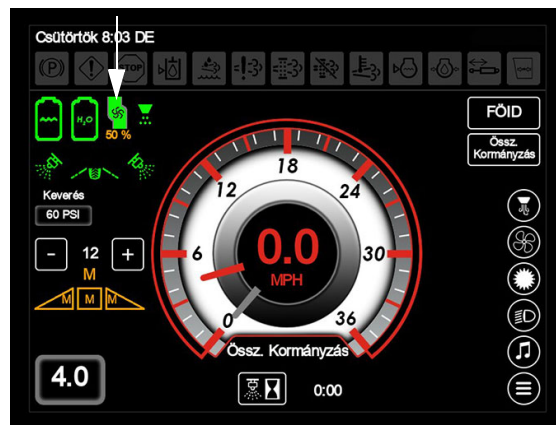 Csütörtök 8:03 DE
(P)
STOP
H₂O
50 %
FÖlD
Össz.
Kormányzás
Keverés
60 PSI
- 12 +
M
M M M
4.0
0
6
12
18
24
30
36
0.0
MPH
Össz. Kormányzás
0:00